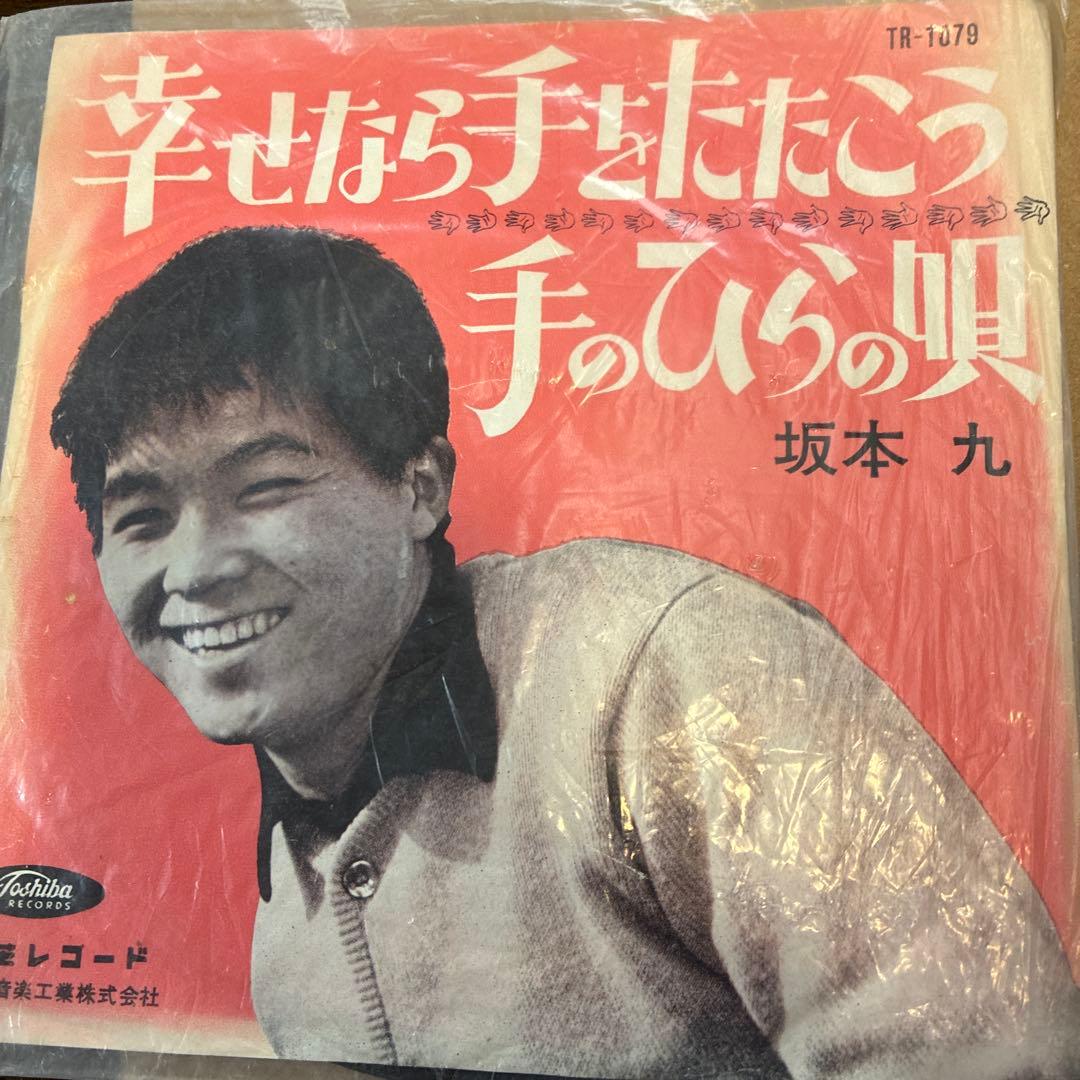 TR-1079
幸せなら手をたたこう
手のひらの唄
坂本 九
Toshiba
RECORDS
芝レコード
音楽工業株式会社